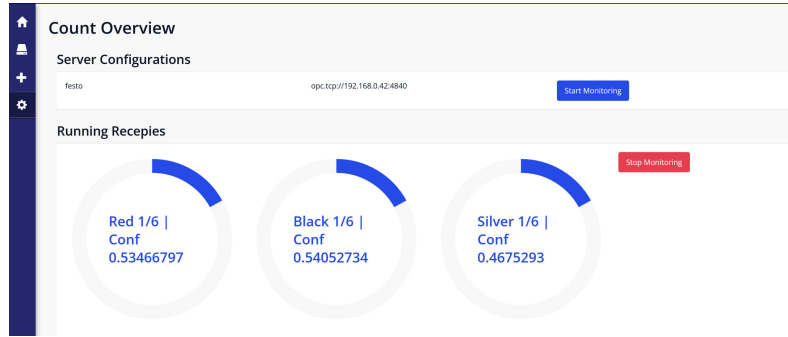 Count Overview
Server Configurations
festo
opc.tcp://192.168.0.42:4840
Start Monitoring
Running Recepies
Stop Monitoring
Red 1/6 |
Conf
0.53466797
Black 1/6 |
Conf
0.54052734
Silver 1/6 |
Conf
0.4675293